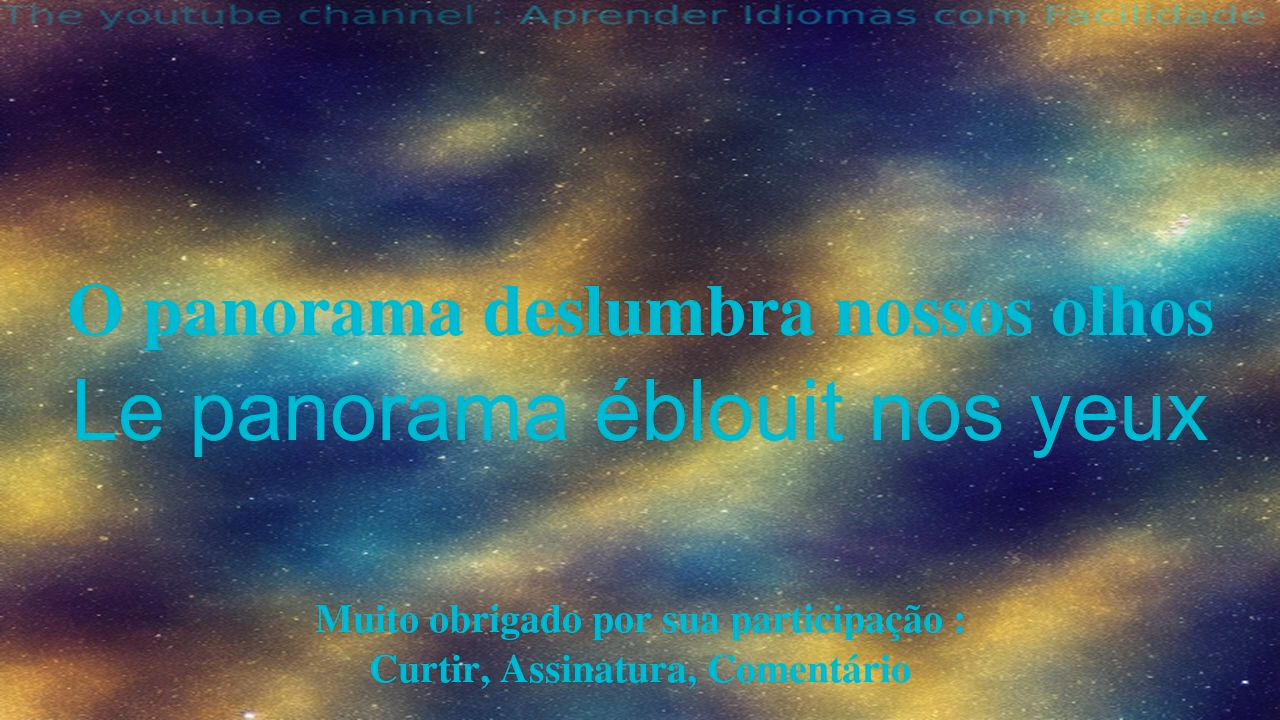 The youtube channel : Aprender Idiomas com Facilidade
O panorama deslumbra nossos olhos
Le panorama éblouit nos yeux
Muito obrigado por sua participação :
Curtir, Assinatura, Comentário